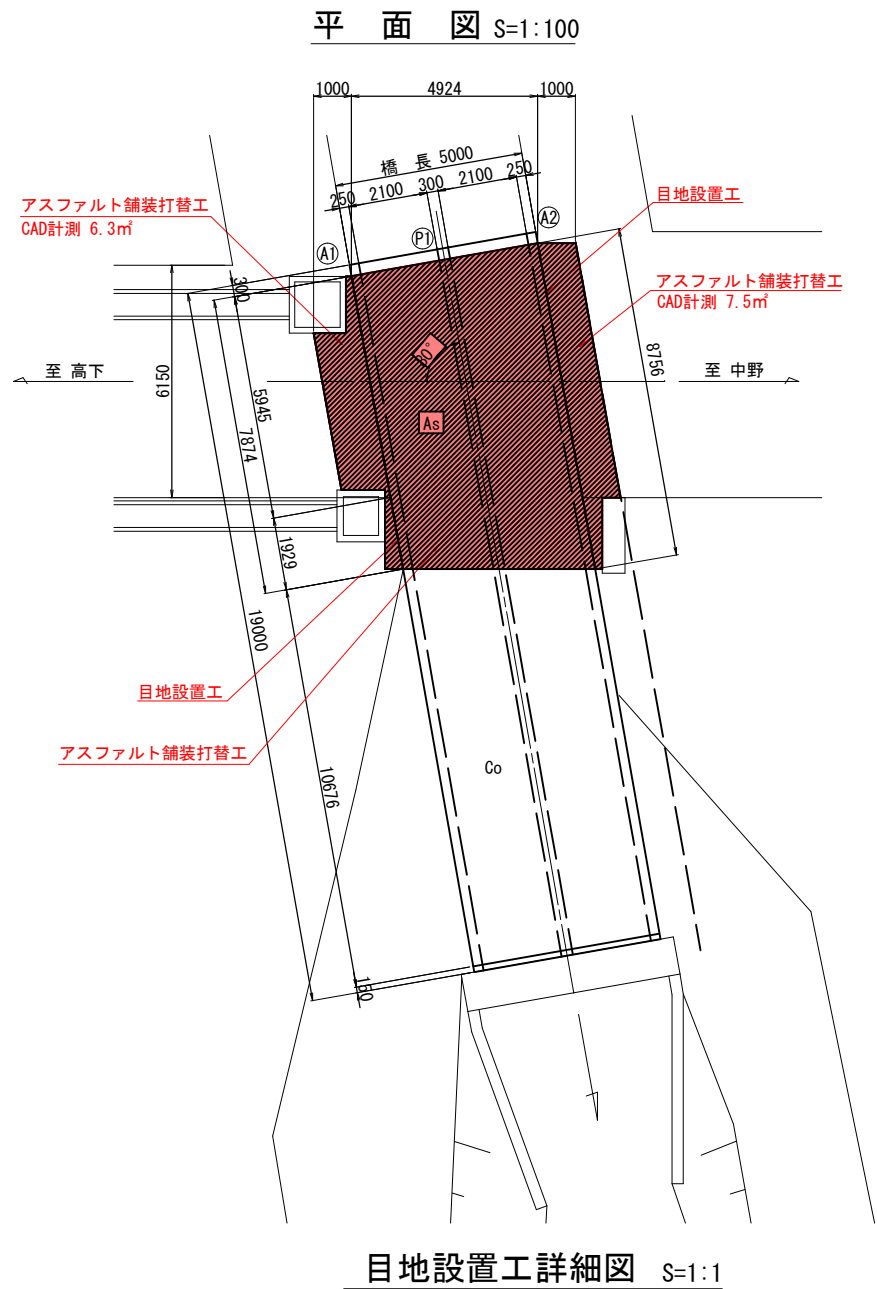 平 面 図 S=1:100
1000
4924
1000
橋 長 5000
250
2100
300
2100
250
アスファルト舗装打替工
CAD計測 6.3㎡
目地設置工
A1
P1
A2
アスファルト舗装打替工
CAD計測 7.5㎡
300
80°
8756
至 高下
至 中野
6150
5945
7874
As
1929
19000
目地設置工
アスファルト舗装打替工
10676
Co
150
目地設置工詳細図 S=1:1